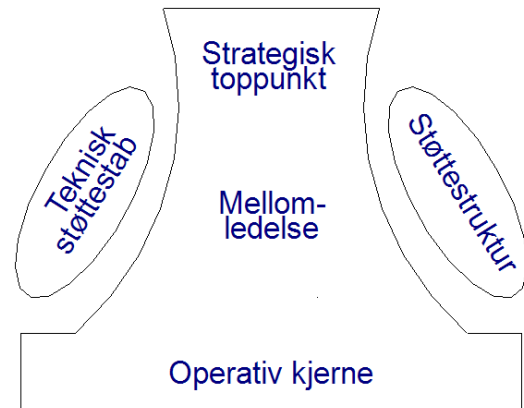 Strategisk
toppunkt
Teknisk
støttestab
Støttestruktur
Mellom-
ledelse
Operativ kjerne